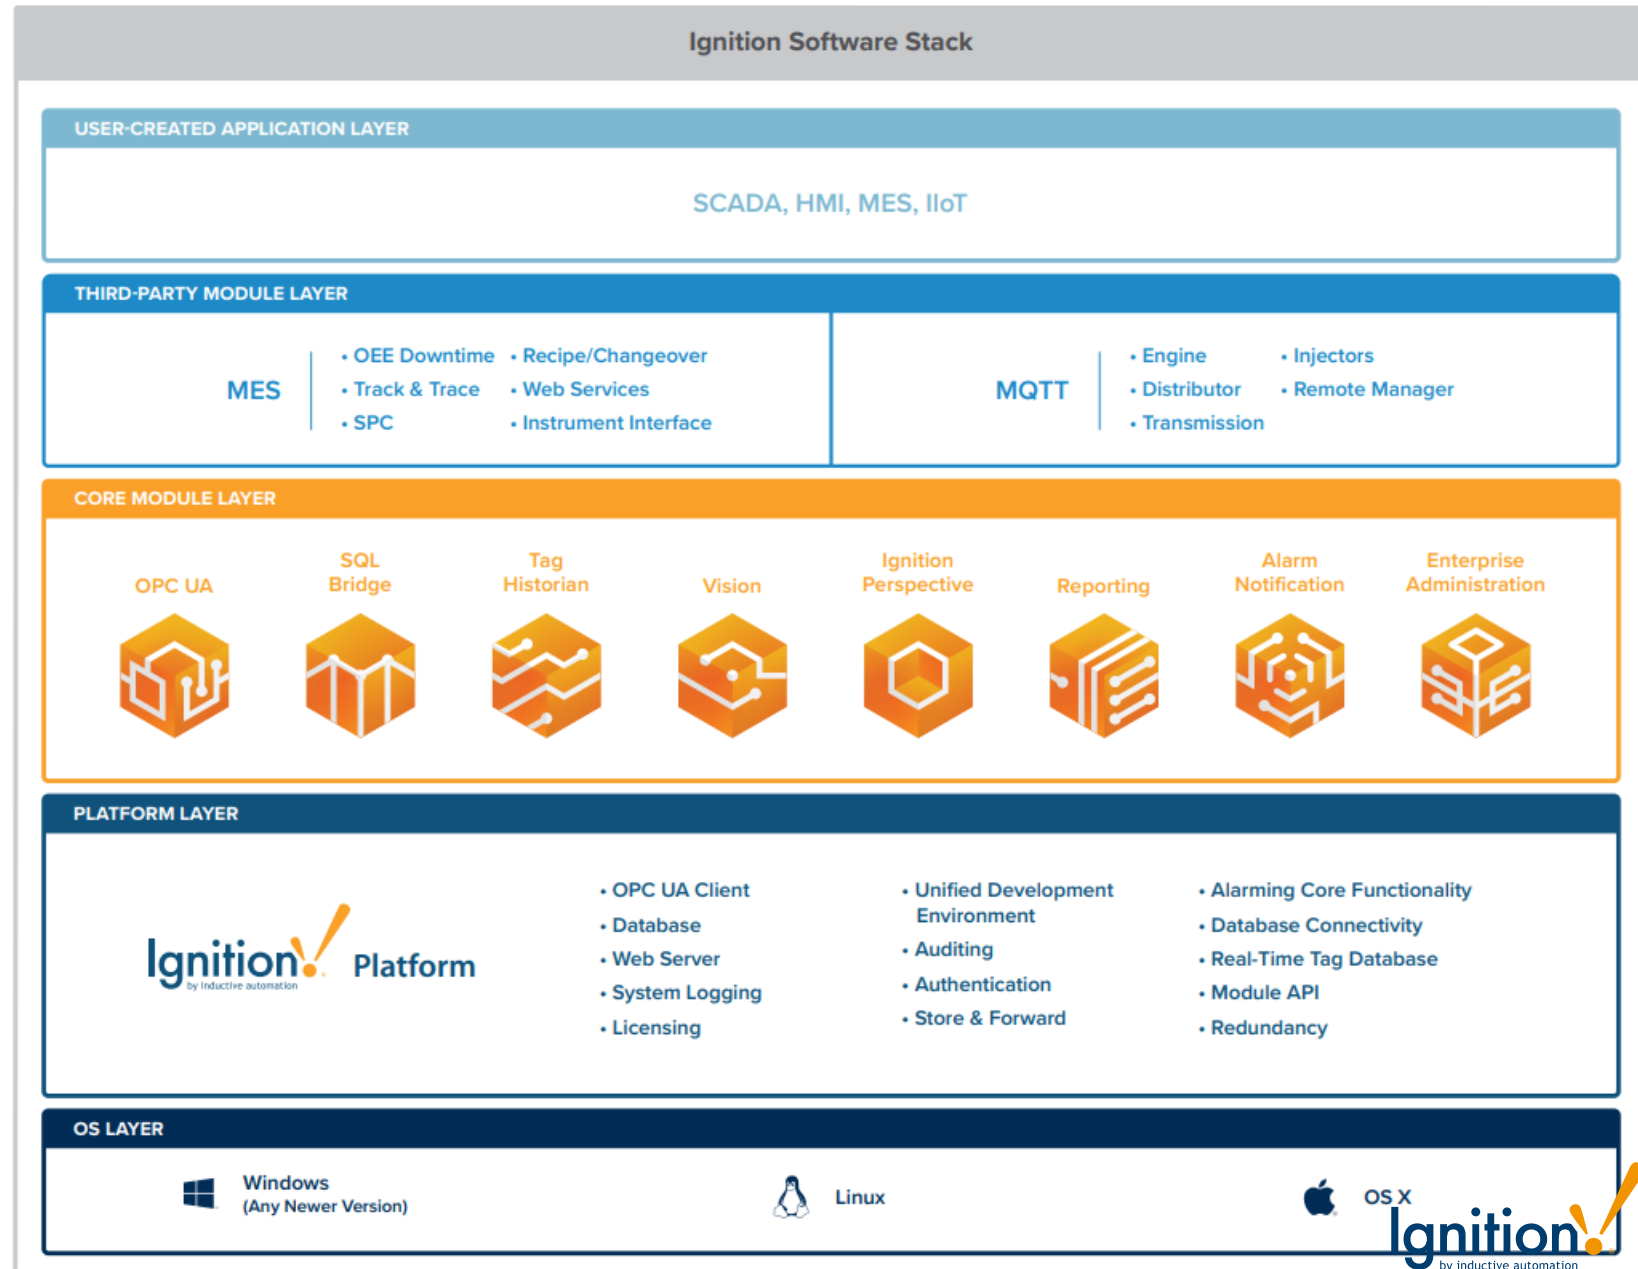 Ignition Software Stack
USER-CREATED APPLICATION LAYER
SCADA, HMI, MES, IIoT
THIRD-PARTY MODULE LAYER
MES
• OEE Downtime
• Track & Trace
• SPC
• Recipe/Changeover
• Web Services
• Instrument Interface
MQTT
• Engine
• Distributor
• Transmission
• Injectors
• Remote Manager
CORE MODULE LAYER
OPC UA
SQL
Bridge
Tag
Historian
Vision
Ignition
Perspective
Reporting
Alarm
Notification
Enterprise
Administration
PLATFORM LAYER
Ignition!
by inductive automation
Platform
• OPC UA Client
• Database
• Web Server
• System Logging
• Licensing
• Unified Development
Environment
• Auditing
• Authentication
• Store & Forward
• Alarming Core Functionality
• Database Connectivity
• Real-Time Tag Database
• Module API
• Redundancy
OS LAYER
Windows
(Any Newer Version)
Linux
OS X
Ignition!
by inductive automation